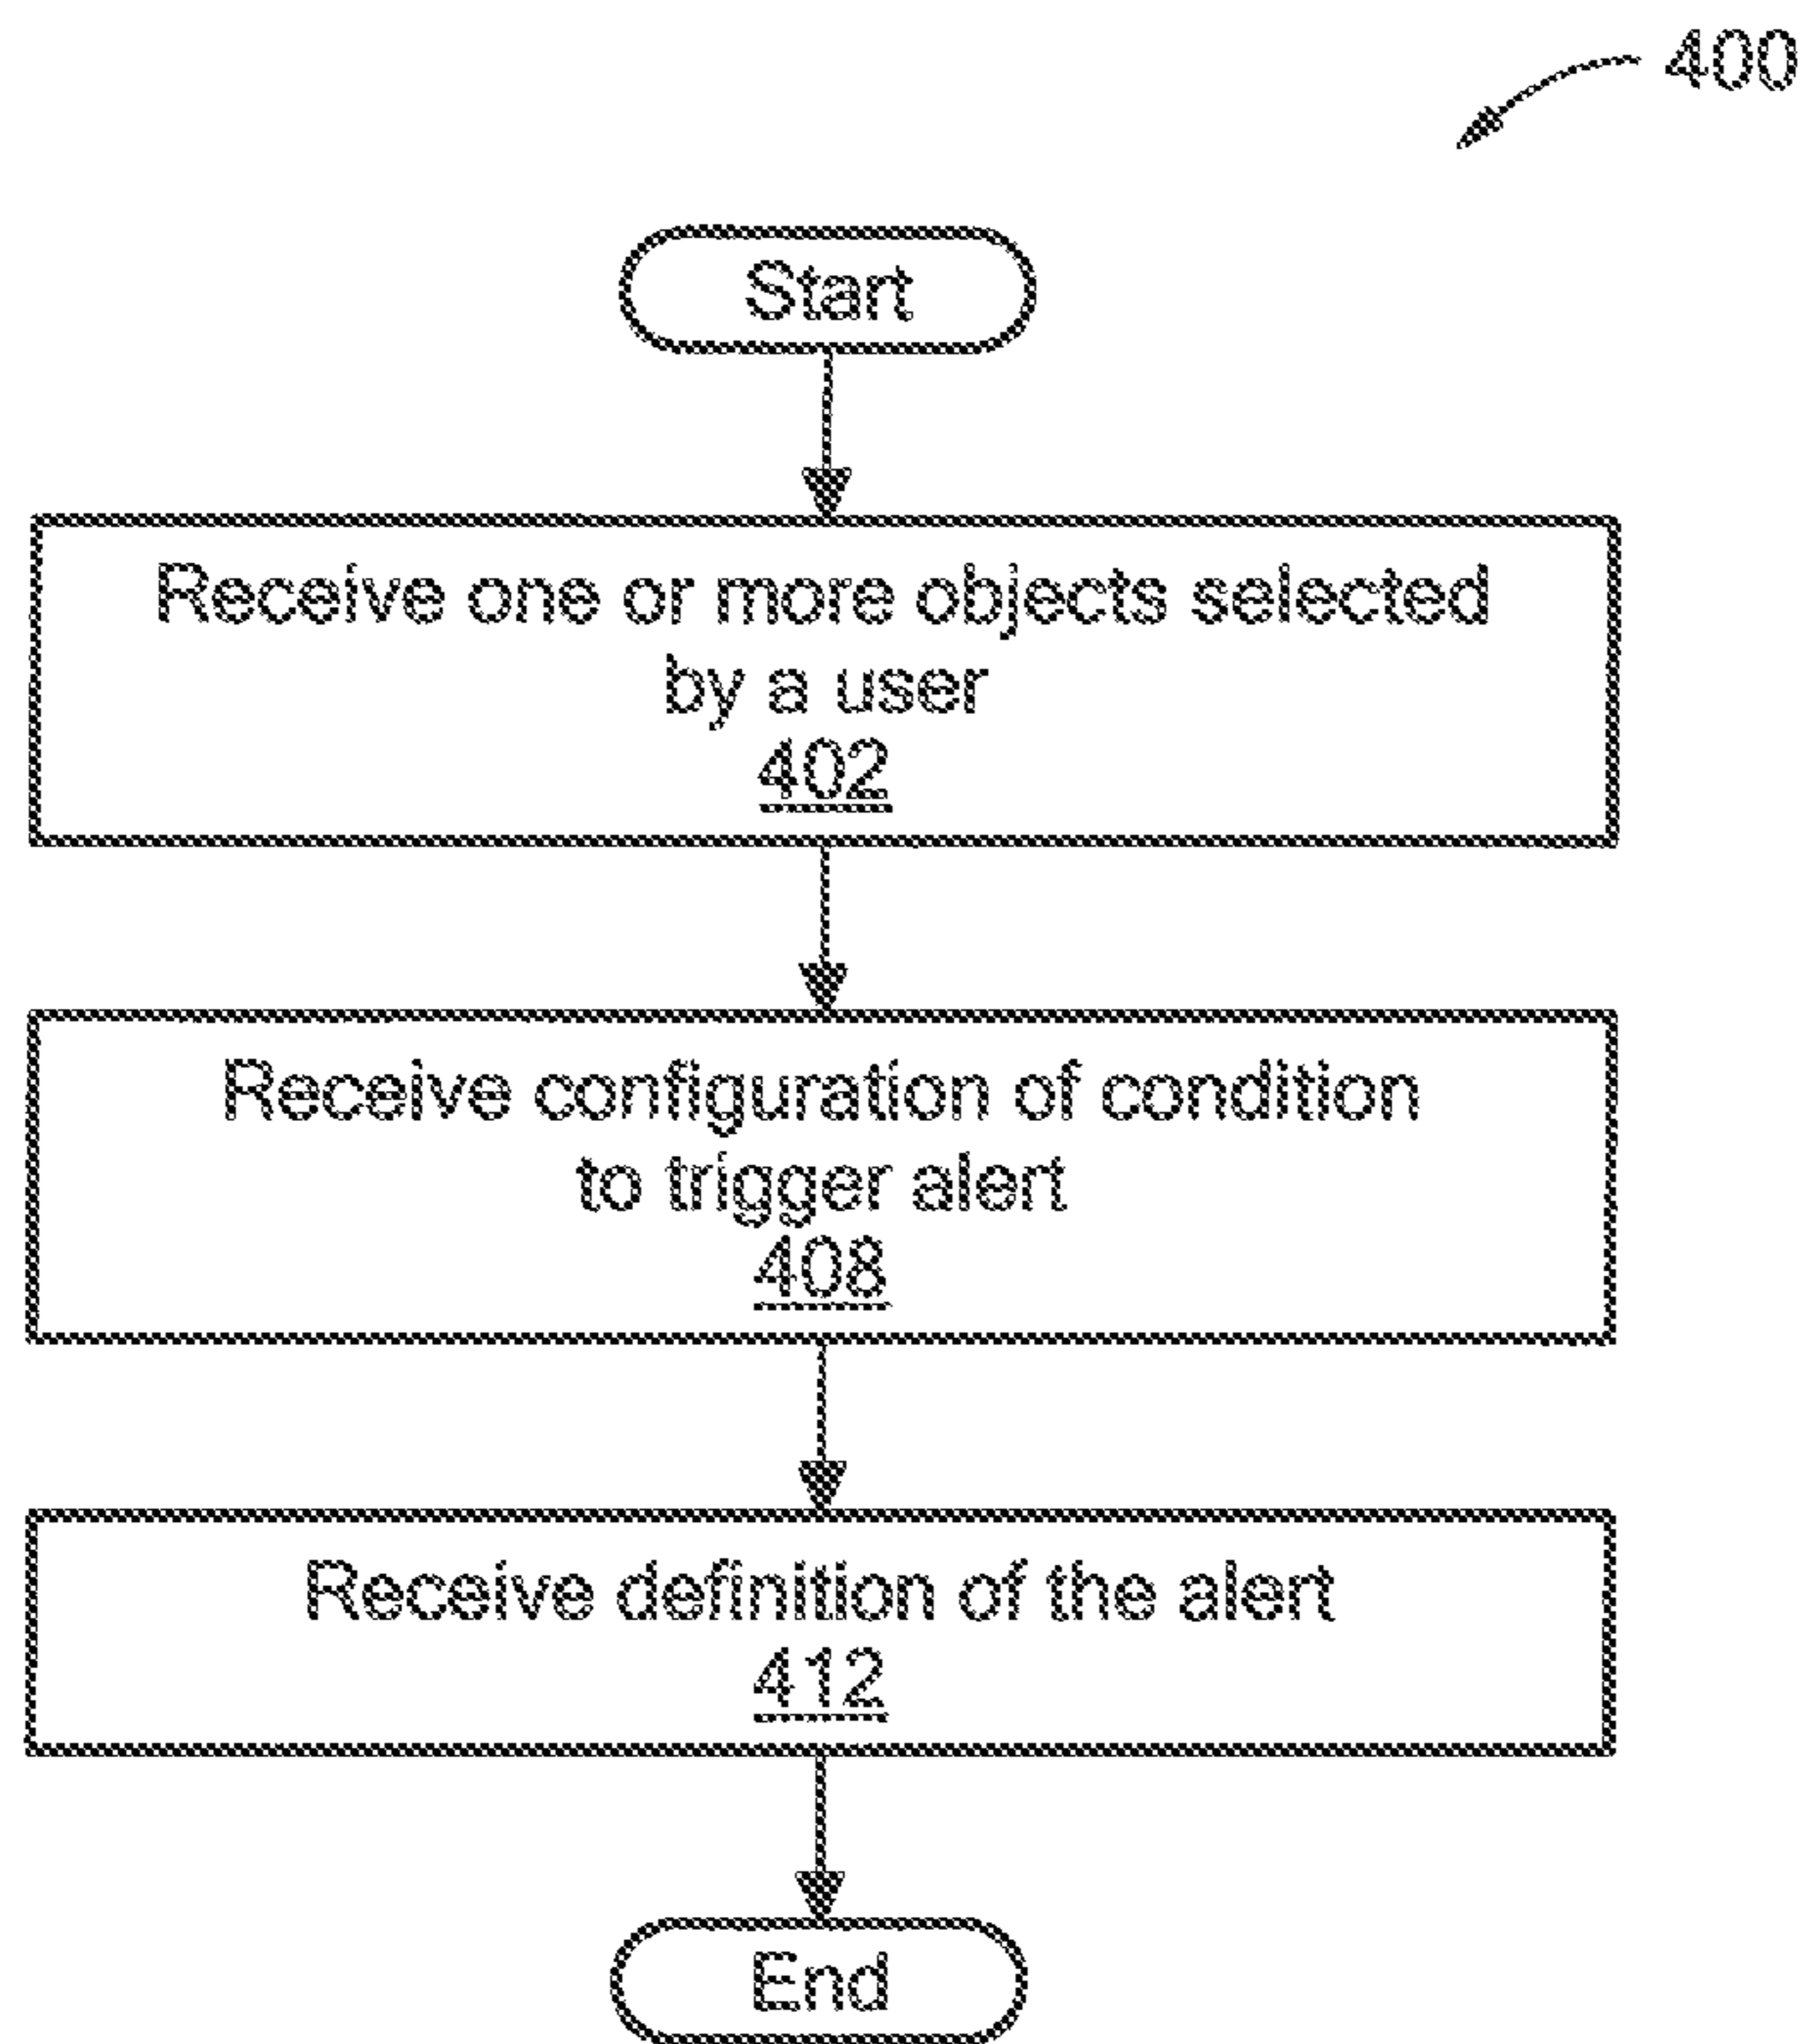 400
Start
Receive one or more objects selected
by a user
402
Receive configuration of condition
to trigger alert
408
Receive definition of the alert
412
End